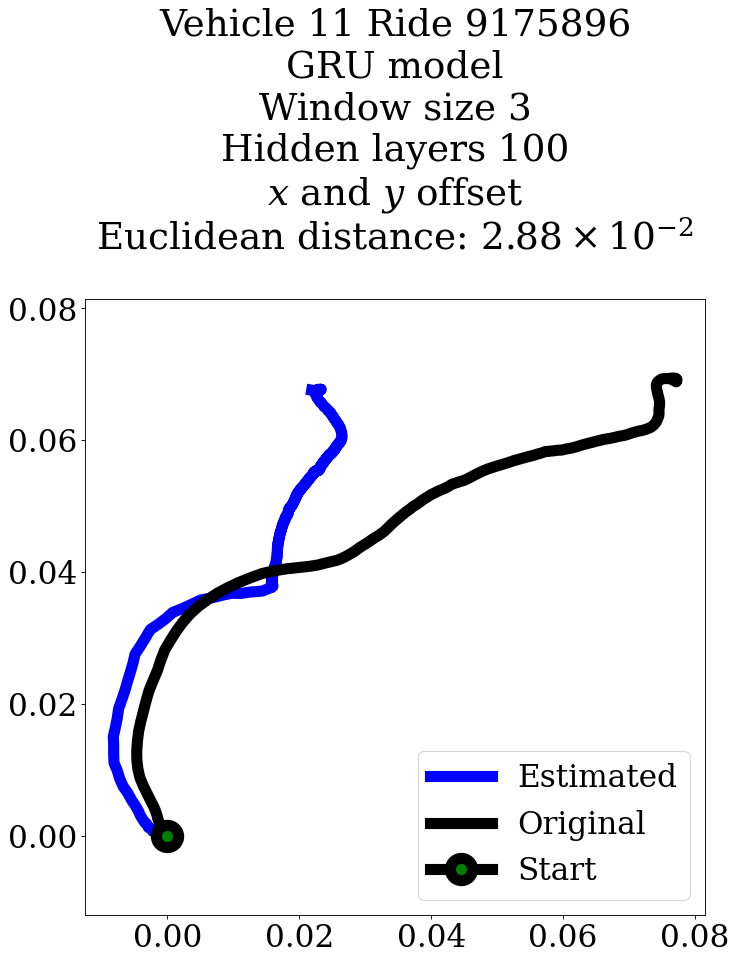 Vehicle 11 Ride 9175896
GRU model
Window size 3
Hidden layers 100
x and y offset
Euclidean distance: 2.88 × 10⁻²
0.08
0.06
0.04
0.02
0.00
Estimated
Original
Start
0.00 0.02 0.04 0.06 0.08